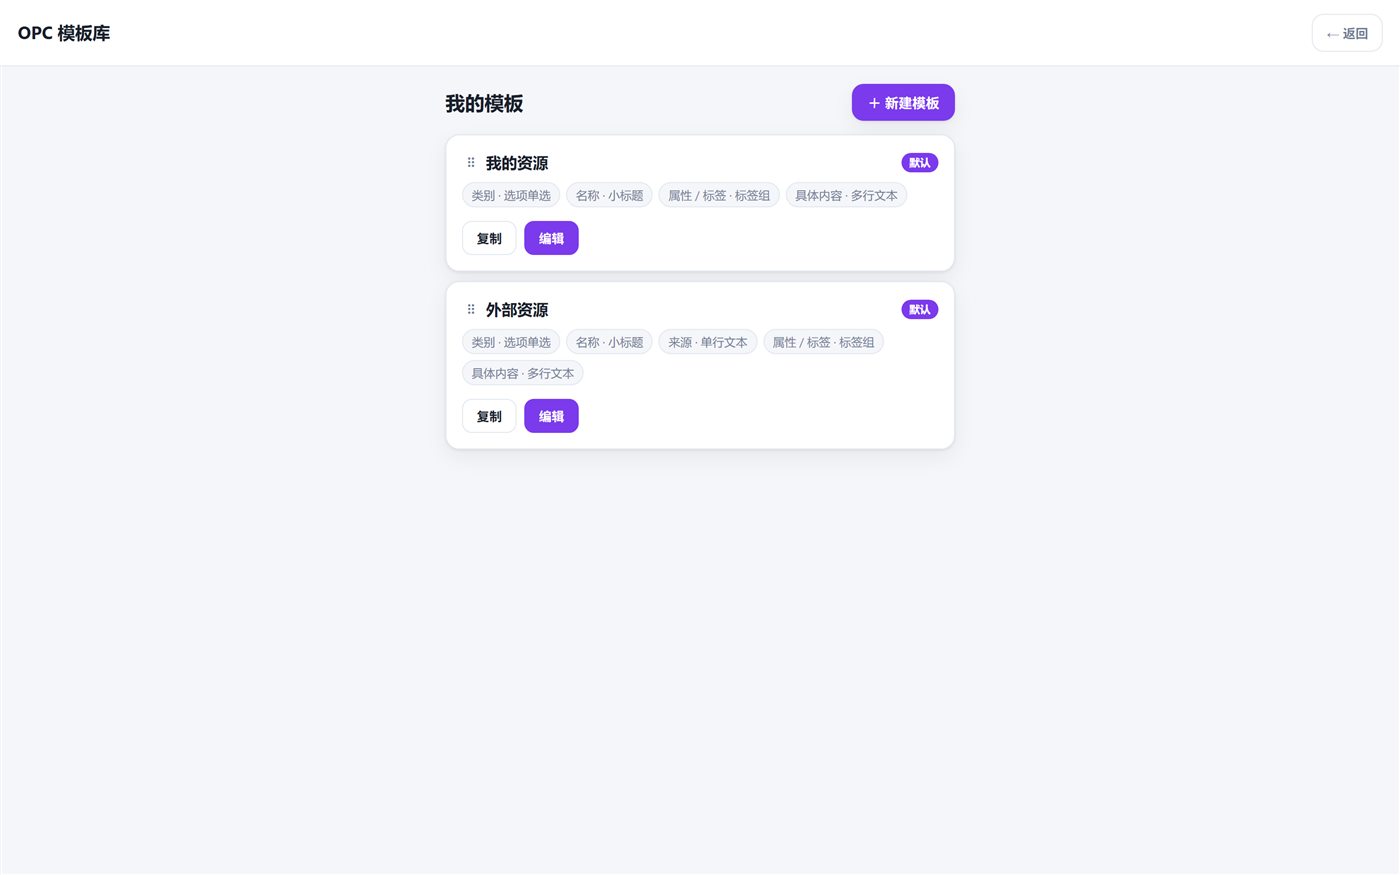 OPC 模板库
← 返回
我的模板
+ 新建模板
我的资源
默认
类别 · 选项单选 名称 · 小标题 属性 / 标签 · 标签组 具体内容 · 多行文本
复制 编辑
外部资源
默认
类别 · 选项单选 名称 · 小标题 来源 · 单行文本 属性 / 标签 · 标签组
具体内容 · 多行文本
复制 编辑